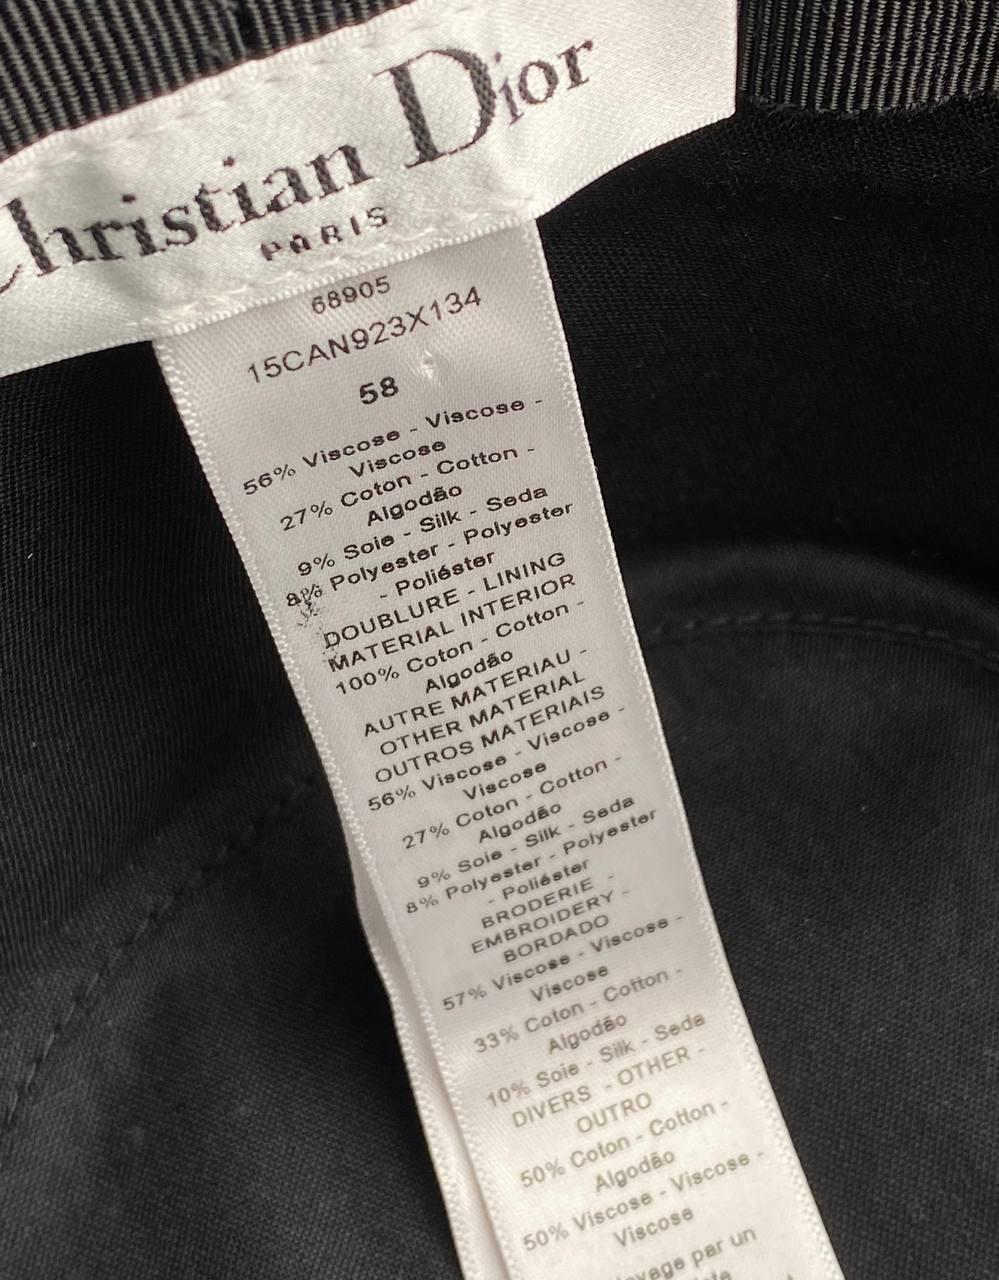 Christian Dior
PARIS
68905
15CAN923X134
58
56% Viscose - Viscose -
Viscose
27% Coton - Cotton -
Algodão
9% Soie - Silk - Seda
8% Polyester - Polyester
- Poliéster
DOUBLURE - LINING
MATERIAL INTERIOR
100% Coton - Cotton -
Algodão
AUTRE MATERIAU -
OTHER MATERIAL
OUTROS MATERIAIS
56% Viscose - Viscose -
Viscose
27% Coton - Cotton -
Algodão
9% Soie - Silk - Seda
8% Polyester - Polyester
- Poliéster
BRODERIE -
EMBROIDERY -
BORDADO
57% Viscose - Viscose -
Viscose
33% Coton - Cotton -
Algodão
10% Soie - Silk - Seda
DIVERS - OTHER -
OUTRO
50% Coton - Cotton -
Algodão
50% Viscose - Viscose -
Viscose
par un